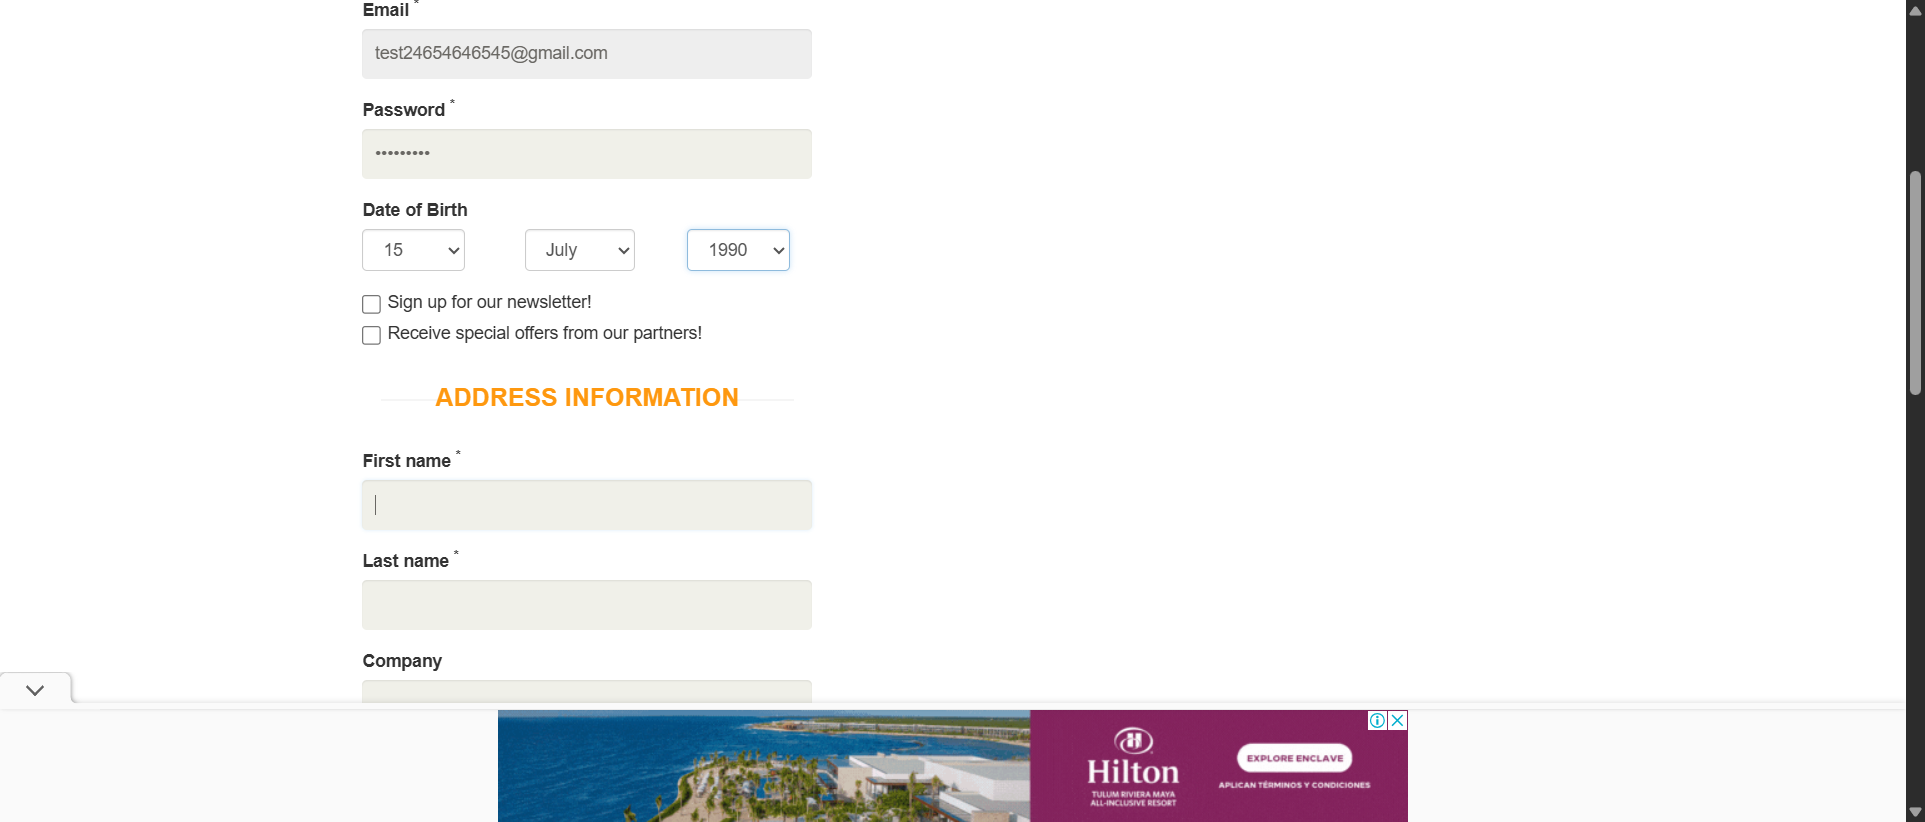 Email *
test24654646545@gmail.com
Password *
•••••••••
Date of Birth
15 July 1990
Sign up for our newsletter!
Receive special offers from our partners!
ADDRESS INFORMATION
First name *
Last name *
Company
Hilton
TULUM RIVIERA MAYA
ALL-INCLUSIVE RESORT
EXPLORE ENCLAVE
APLICAN TÉRMINOS Y CONDICIONES